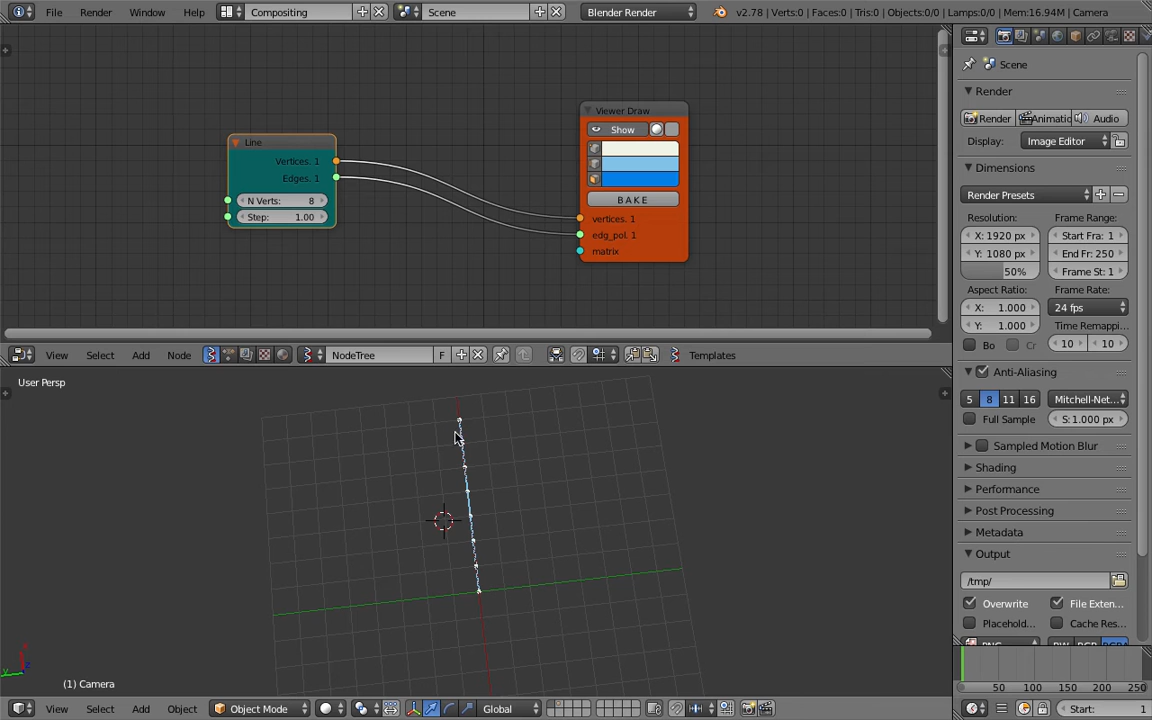 File Render Window Help Compositing Scene Blender Render v2.78 | Verts:0 | Faces:0 | Tris:0 | Objects:0/0 | Lamps:0/0 | Mem:16.94M | Camera
Line
Vertices. 1
Edges. 1
N Verts: 8
Step: 1.00
Viewer Draw
Show
B A K E
vertices. 1
edg_pol. 1
matrix
View Select Add Node NodeTree F Templates
User Persp
(1) Camera
View Select Add Object Object Mode Global
Scene
Render
Render Animatic Audio
Display: Image Editor
Dimensions
Render Presets
Resolution: Frame Range:
X: 1920 px Start Fra: 1
Y: 1080 px End Fr: 250
50% Frame St: 1
Aspect Ratio: Frame Rate:
X: 1.000 24 fps
Y: 1.000 Time Remappi...
Bo Cr 10 10
Anti-Aliasing
5 8 11 16 Mitchell-Net...
Full Sample S: 1.000 px
Sampled Motion Blur
Shading
Performance
Post Processing
Metadata
Output
/tmp/
Overwrite File Exten...
Placehold... Cache Res...
50 100 150 200 250
Start: 1